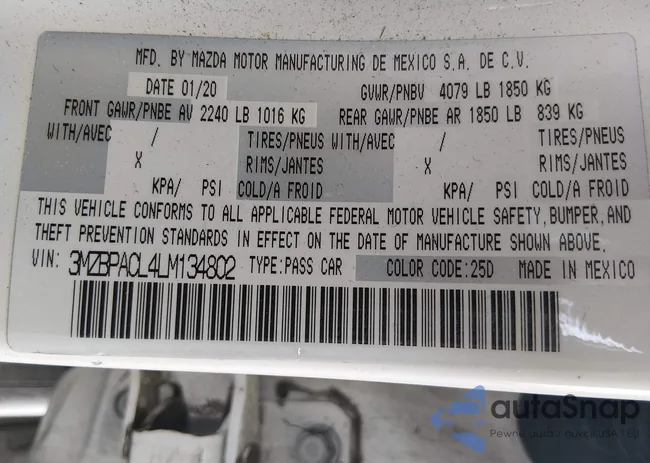 MFD. BY MAZDA MOTOR MANUFACTURING DE MEXICO S.A. DE C.V.
DATE 01/20 GVWR/PNBV 4079 LB 1850 KG
FRONT GAWR/PNBE AV 2240 LB 1016 KG REAR GAWR/PNBE AR 1850 LB 839 KG
WITH/AVEC / TIRES/PNEUS WITH/AVEC / TIRES/PNEUS
X RIMS/JANTES X RIMS/JANTES
KPA/ PSI COLD/A FROID KPA/ PSI COLD/A FROID
THIS VEHICLE CONFORMS TO ALL APPLICABLE FEDERAL MOTOR VEHICLE SAFETY, BUMPER, AND
THEFT PREVENTION STANDARDS IN EFFECT ON THE DATE OF MANUFACTURE SHOWN ABOVE.
VIN: 3MZBPACL4LM134802 TYPE:PASS CAR COLOR CODE:25D MADE IN MEXICO
autoSnap
Pewne auta z